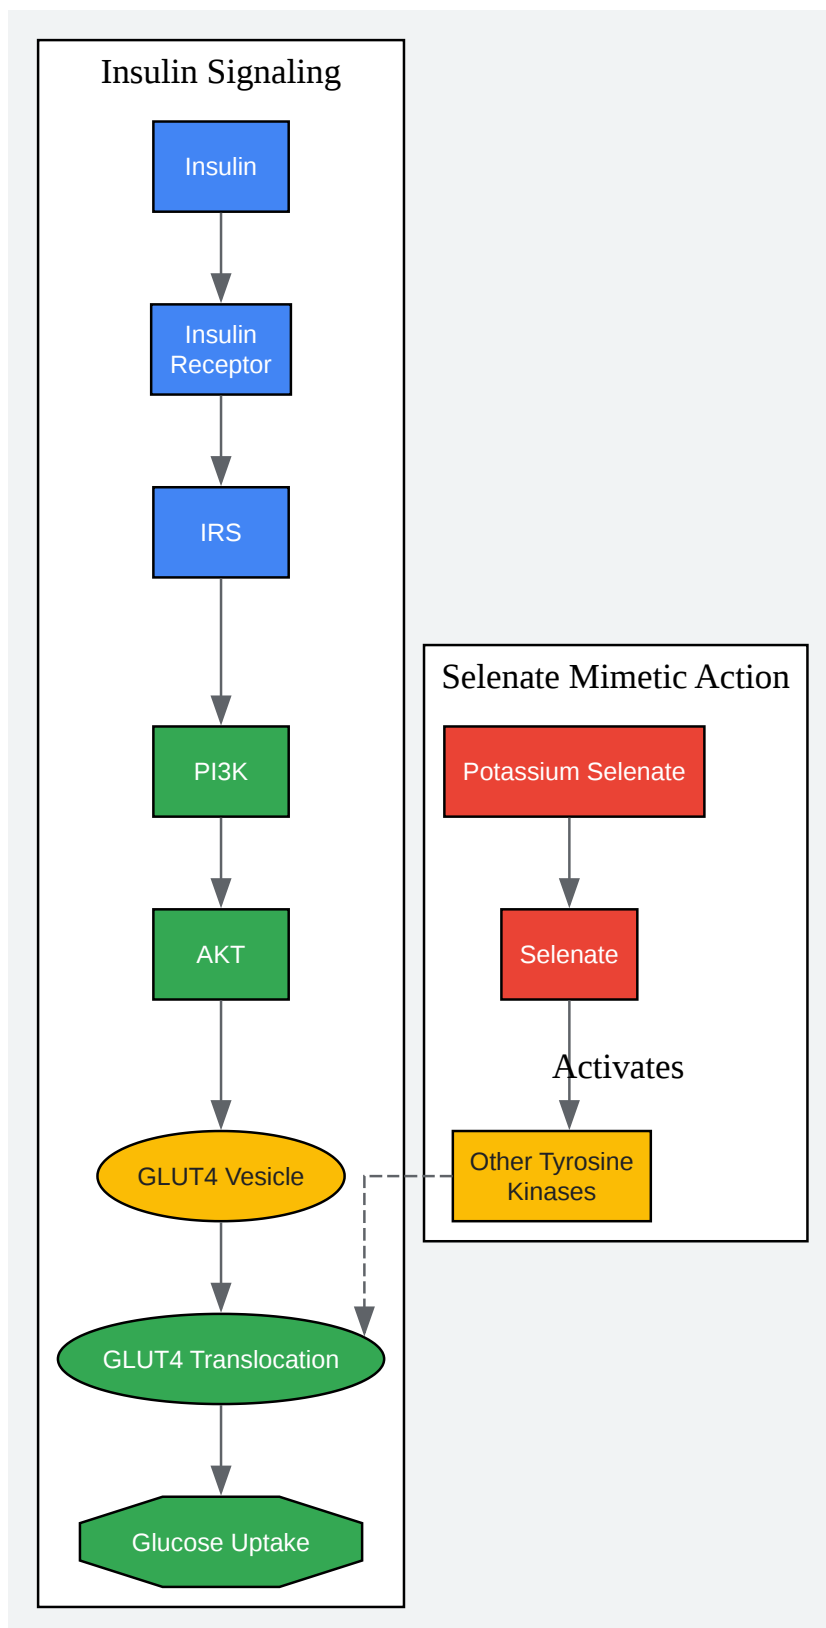 Insulin Signaling
Insulin
Insulin
Receptor
IRS
PI3K
AKT
GLUT4 Vesicle
GLUT4 Translocation
Glucose Uptake
Selenate Mimetic Action
Potassium Selenate
Selenate
Activates
Other Tyrosine
Kinases